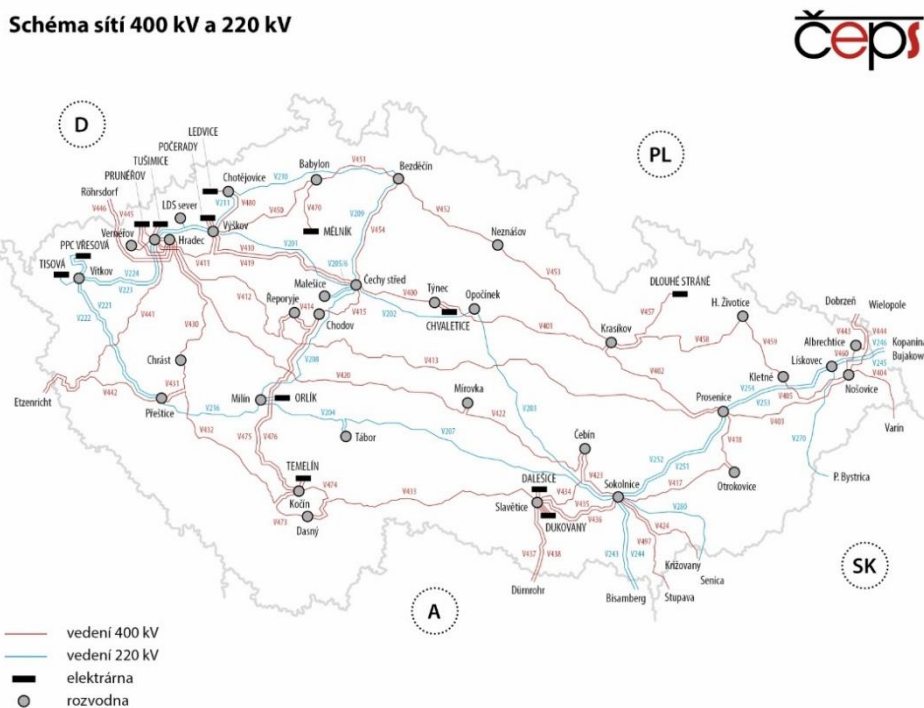 Schéma sítí 400 kV a 220 kV
čeps
D
PL
A
SK
LEDVICE
POČERADY
TUŠIMICE
PRUNÉŘOV
Röhrsdorf
V446
V445
LDS sever
Vernéřov
Hradec
PPC VŘESOVÁ
TISOVÁ
Vítkov
V224
V223
V221
V222
Chotějovice
V210
V211
V480
Výškov
Babylon
V451
V450
V470
MĚLNÍK
Bezděčín
V209
V454
V452
Neznášov
V453
V201
V411
V419
V430
V205/6
Čechy střed
Malešice
Řeporyje
V414
Chodov
V415
V412
V400
Týnec
CHVALETICE
Opočínek
V202
V401
DLOUHÉ STRÁNĚ
V457
Krasíkov
V458
H. Životice
V459
Dobrzeń
Wielopole
Albrechtice
V443
V444
V246
Kopanina
Bujaków
V245
V460
Lískovec
V404
Nošovice
Varín
Kletné
V405
V254
V253
V403
Prosenice
V402
V413
V441
V430
Chrást
V431
V442
Etzenricht
Přeštice
V432
V216
Milín
ORLÍK
V208
V420
V204
Tábor
Mírovka
V422
V207
V203
V475
V476
TEMELÍN
V474
Kočín
V473
Dasný
V433
Čebín
V423
DALEŠICE
V434
Slavětice
V435
DUKOVANY
V436
Sokolnice
V252
V251
V418
V417
Otrokovice
V270
P. Bystrica
V280
V424
V497
V437
V438
Dürnrohr
V243
V244
Bisamberg
Križovany
Senica
Stupava
vedení 400 kV
vedení 220 kV
elektrárna
rozvodna